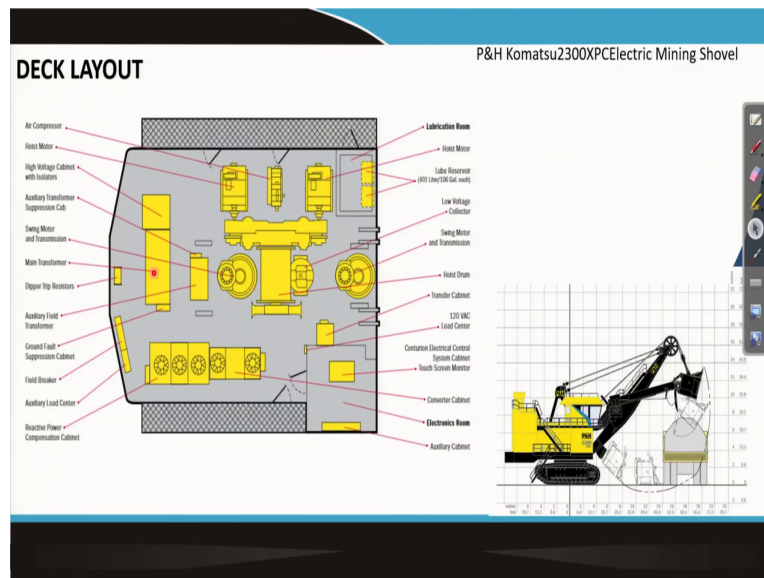 P&H Komatsu2300XPCElectric Mining Shovel
DECK LAYOUT
Air Compressor
Hoist Motor
High Voltage Cabinet
with Isolators
Auxiliary Transformer
Suppression Cab
Swing Motor
and Transmission
Main Transformer
Dipper Trip Resistors
Auxiliary Field
Transformer
Ground Fault
Suppression Cabinet
Field Breaker
Auxiliary Load Center
Reactive Power
Compensation Cabinet
Lubrication Room
Hoist Motor
Lube Reservoir
(401 Liter/106 Gal. each)
Low Voltage
Collector
Swing Motor
and Transmission
Hoist Drum
Transfer Cabinet
120 VAC
Load Center
Centurion Electrical Control
System Cabinet
Touch Screen Monitor
Converter Cabinet
Electronics Room
Auxiliary Cabinet
P&H